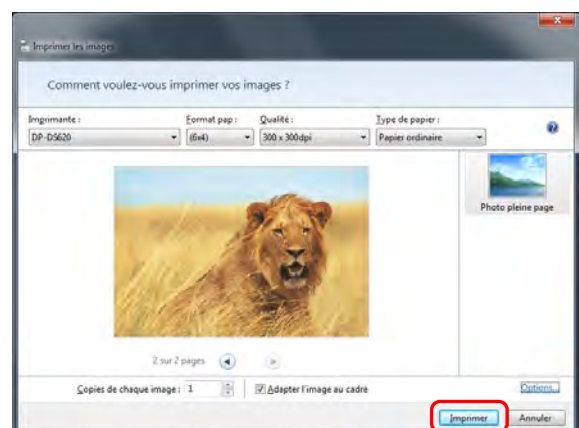 Imprimer les images
Comment voulez-vous imprimer vos images ?
Imprimante : Format pap : Qualité : Type de papier :
DP-DS620 (6x4) 300 x 300dpi Papier ordinaire
Photo pleine page
2 sur 2 pages
Copies de chaque image : 1 Adapter l'image au cadre Options...
Imprimer Annuler